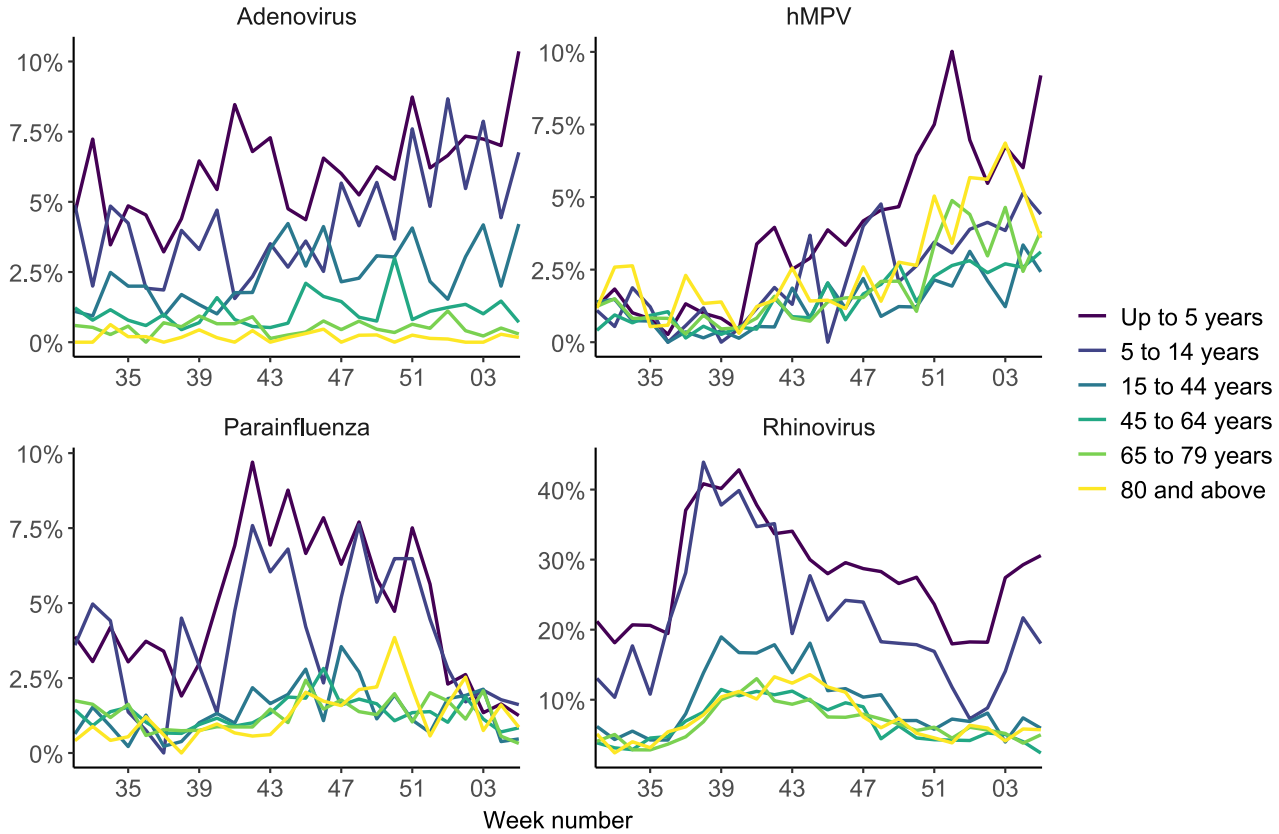 Adenovirus
hMPV
10%
7.5%
5%
2.5%
0%
35 39 43 47 51 03
10%
7.5%
5%
2.5%
0%
35 39 43 47 51 03
Parainfluenza
Rhinovirus
10%
7.5%
5%
2.5%
0%
35 39 43 47 51 03
40%
30%
20%
10%
35 39 43 47 51 03
Week number
Up to 5 years
5 to 14 years
15 to 44 years
45 to 64 years
65 to 79 years
80 and above